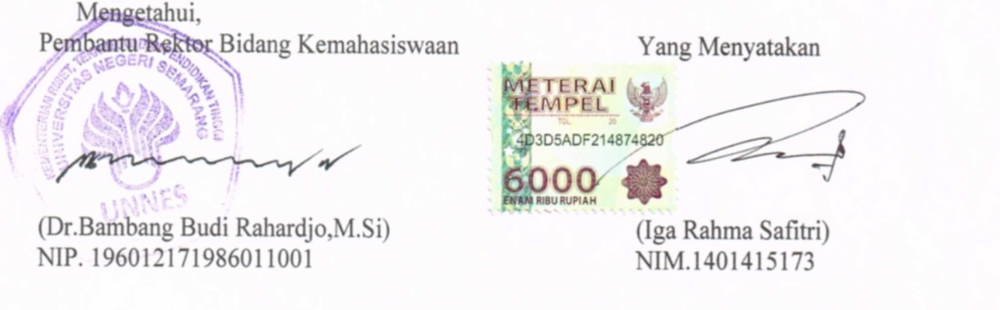 Mengetahui,
Pembantu Rektor Bidang Kemahasiswaan
KEMENTERIAN RISET, TEKNOLOGI DAN PENDIDIKAN TINGGI
UNIVERSITAS NEGERI SEMARANG
UNNES
(Dr.Bambang Budi Rahardjo,M.Si)
NIP. 196012171986011001
Yang Menyatakan
METERAI
TEMPEL
TGL. 20
4D3D5ADF214874820
6000
ENAM RIBU RUPIAH
(Iga Rahma Safitri)
NIM.1401415173